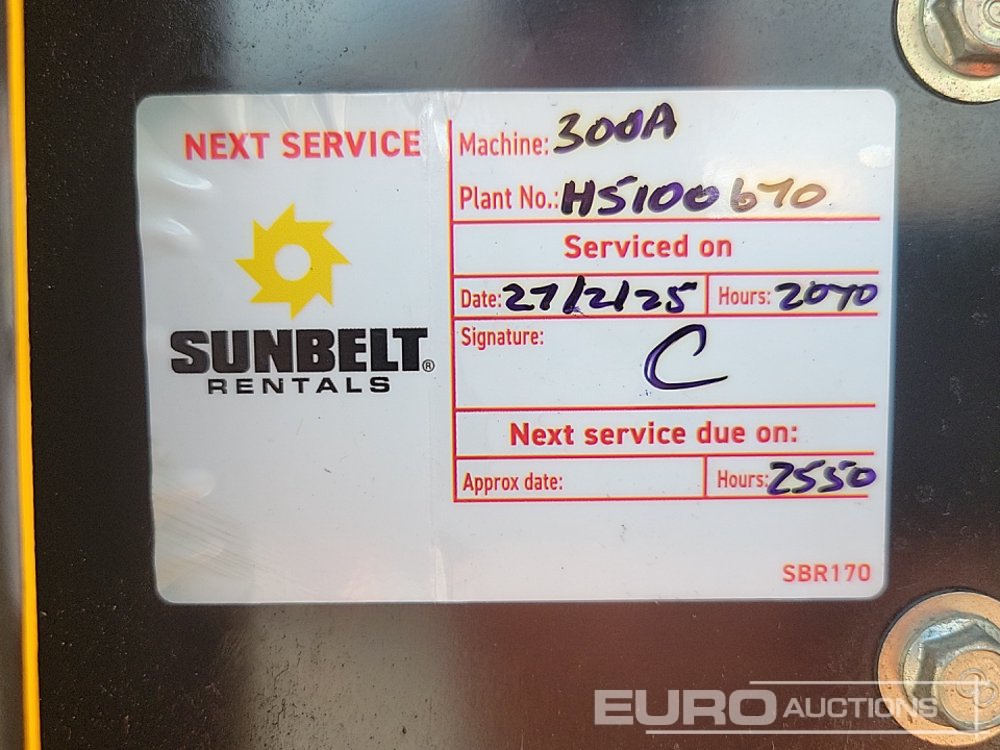 NEXT SERVICE
SUNBELT®
RENTALS
Machine: 300A
Plant No.: HS100670
Serviced on
Date: 27/2/25 Hours: 2070
Signature: C
Next service due on:
Approx date: Hours: 2550
SBR170
EURO AUCTIONS